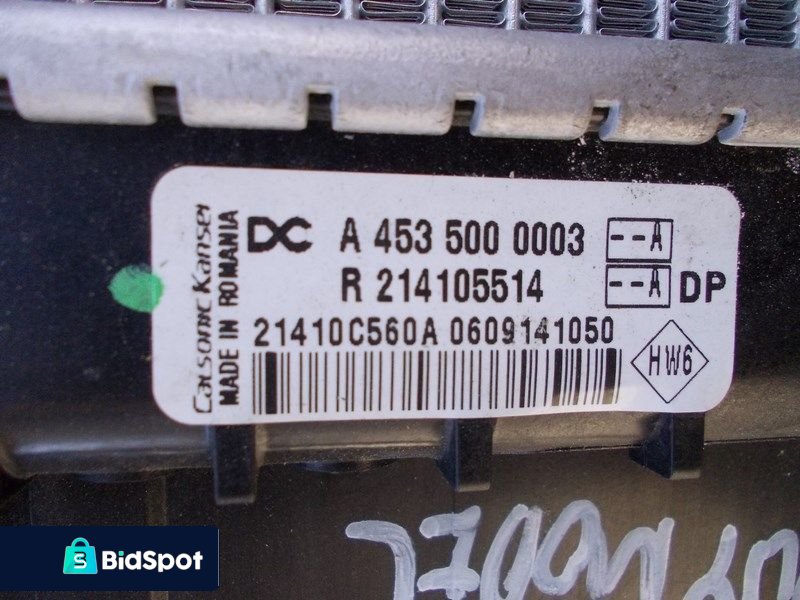 Calsonic Kansei
MADE IN ROMANIA
DC A 453 500 0003 --A
R 214105514 --A DP
21410C560A 0609141050
HW6
BidSpot